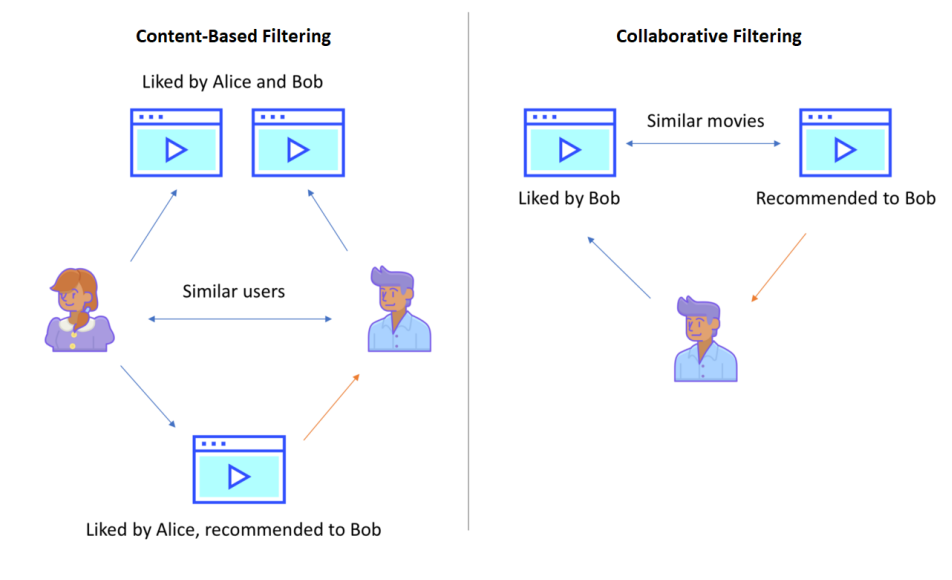 Content-Based Filtering
Liked by Alice and Bob
Similar users
Liked by Alice, recommended to Bob
Collaborative Filtering
Similar movies
Liked by Bob
Recommended to Bob